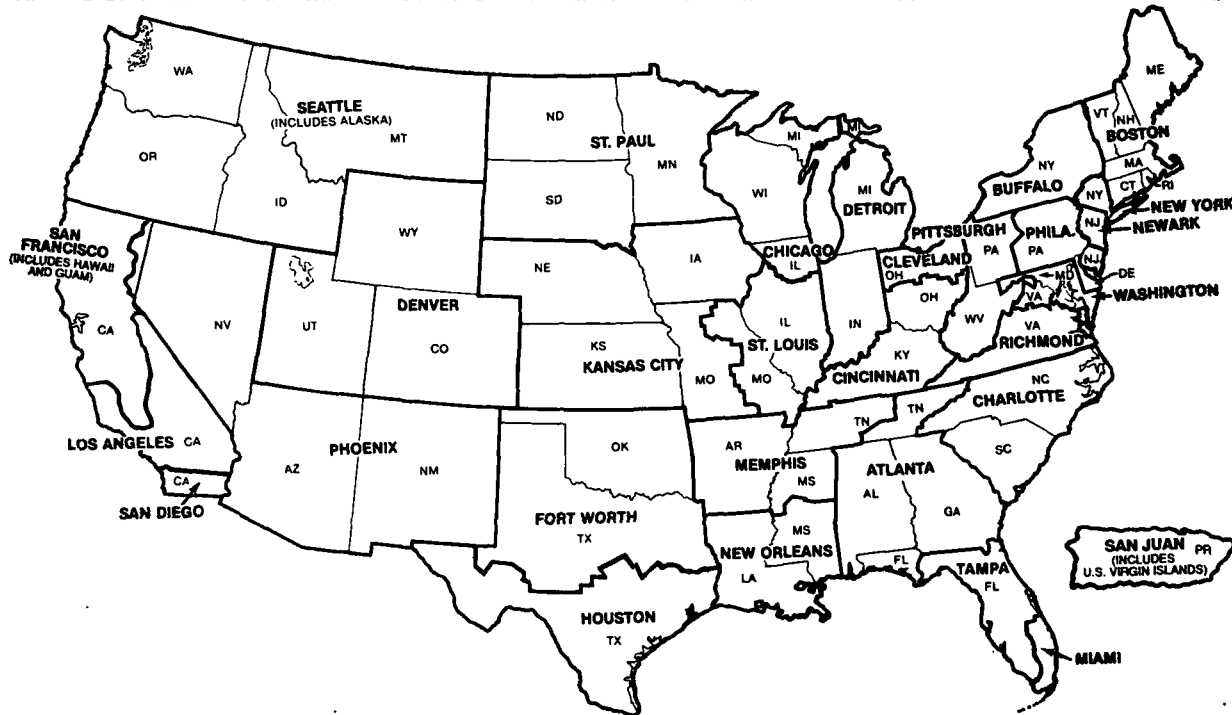 WA
SEATTLE
(INCLUDES ALASKA)
MT
OR
ID
ND
ST. PAUL
MN
SD
WY
MI
MI
WI
MI
DETROIT
ME
VT
NH
BOSTON
MA
CT
RI
NY
BUFFALO
NY
NEW YORK
NJ
NEWARK
SAN
FRANCISCO
(INCLUDES HAWAII
AND GUAM)
CA
NV
UT
DENVER
CO
NE
IA
CHICAGO
IL
PITTSBURGH
PA
PHILA.
PA
CLEVELAND
OH
NJ
DE
MD
WASHINGTON
VA
KS
KANSAS CITY
MO
IL
ST. LOUIS
MO
IN
OH
WV
VA
RICHMOND
KY
CINCINNATI
LOS ANGELES
CA
CA
SAN DIEGO
PHOENIX
AZ
NM
OK
AR
MEMPHIS
MS
TN
TN
NC
CHARLOTTE
SC
FORT WORTH
TX
MS
NEW ORLEANS
LA
ATLANTA
AL
GA
FL
TAMPA
FL
MIAMI
HOUSTON
TX
SAN JUAN
PR
(INCLUDES
U.S. VIRGIN ISLANDS)